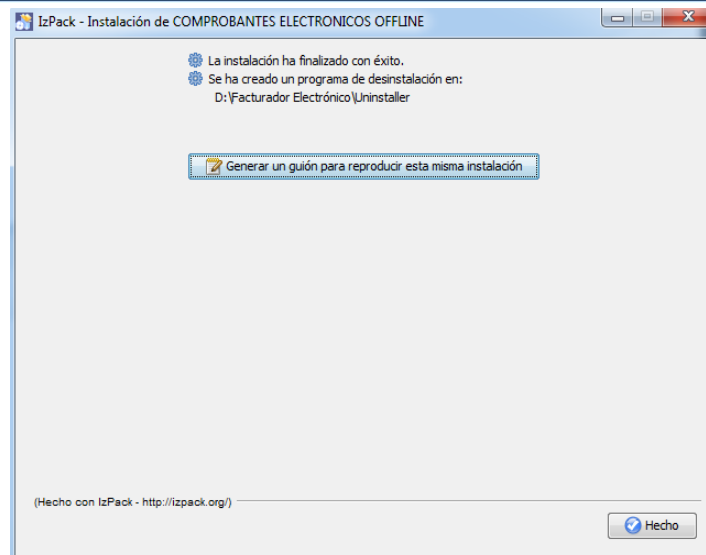 IzPack - Instalación de COMPROBANTES ELECTRONICOS OFFLINE
La instalación ha finalizado con éxito.
Se ha creado un programa de desinstalación en:
D:\Facturador Electrónico\Uninstaller
Generar un guión para reproducir esta misma instalación
(Hecho con IzPack - http://izpack.org/)
Hecho